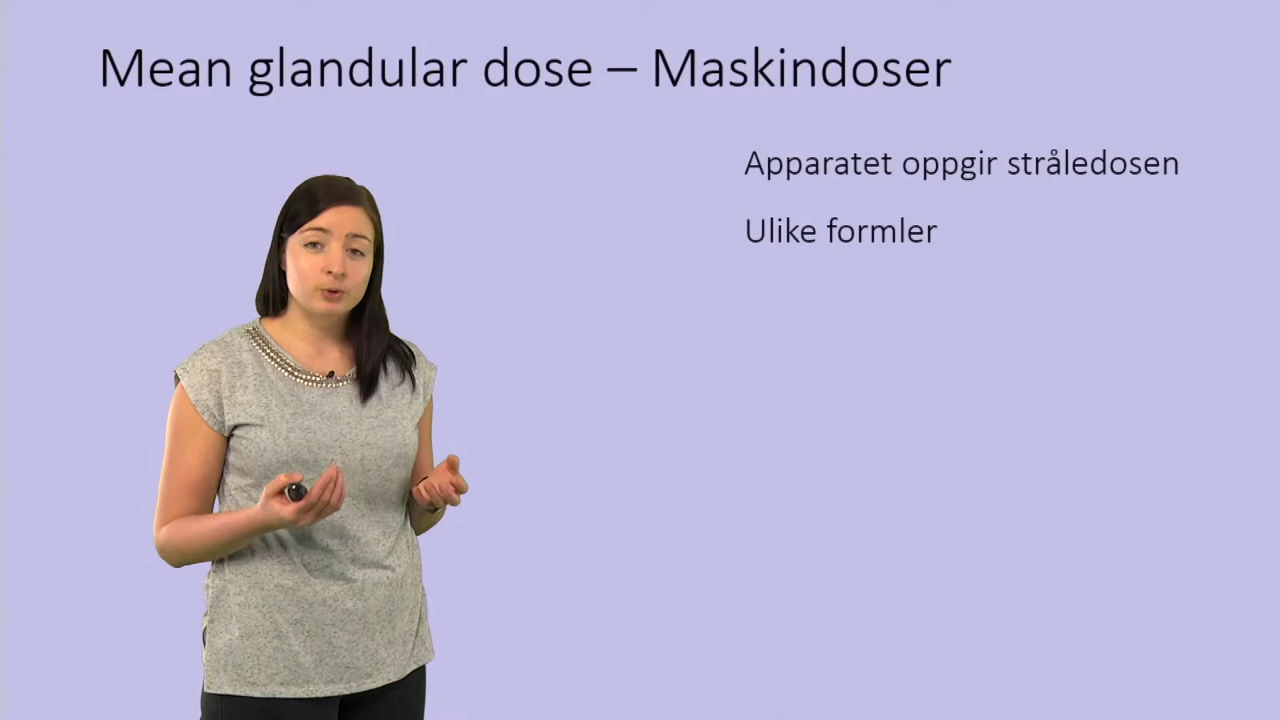 Mean glandular dose – Maskindoser
Apparatet oppgir stråledosen
Ulike formler